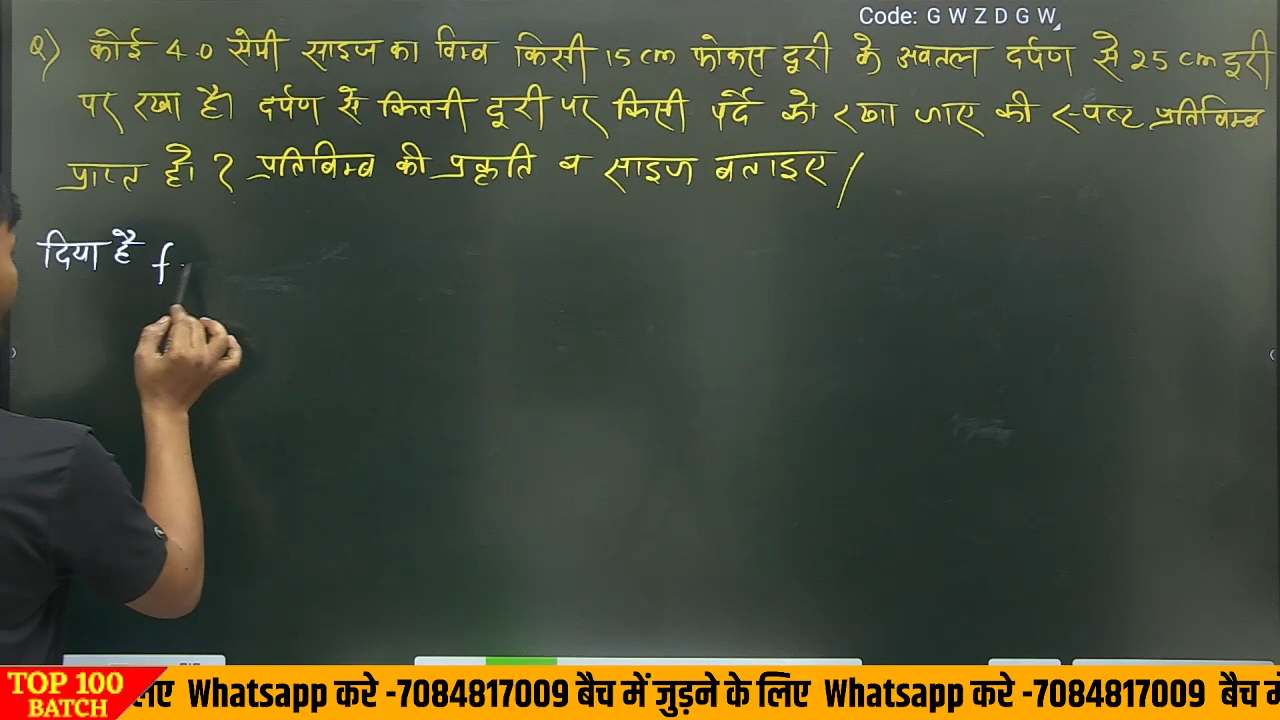 Code: G W Z D G W
Q) कोई 4.0 सेमी साइज का विम्व किसी 15 cm फोकस दूरी के अवतल दर्पण से 25 cm दूरी
पर रखा है। दर्पण से कितनी दूरी पर किसी पर्दे को रखा जाए की स्पष्ट प्रतिविम्ब
प्राप्त हो। ? प्रतिबिम्ब की प्रकृति व साइज बताइए /
दिया है f
TOP 100
BATCH
लिए Whatsapp करे -7084817009 बैच में जुड़ने के लिए Whatsapp करे -7084817009 बैच में